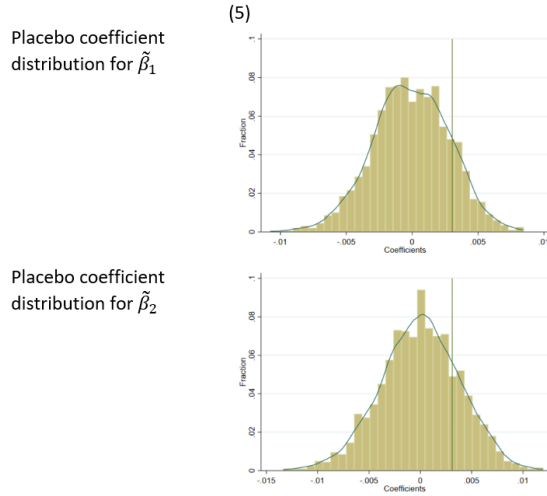 (5)
Placebo coefficient
distribution for β̃₁
.1
.08
.06
.04
.02
0
Fraction
-.01 -.005 0 .005 .01
Coefficients
Placebo coefficient
distribution for β̃₂
.1
.08
.06
.04
.02
0
Fraction
-.015 -.01 -.005 0 .005 .01
Coefficients